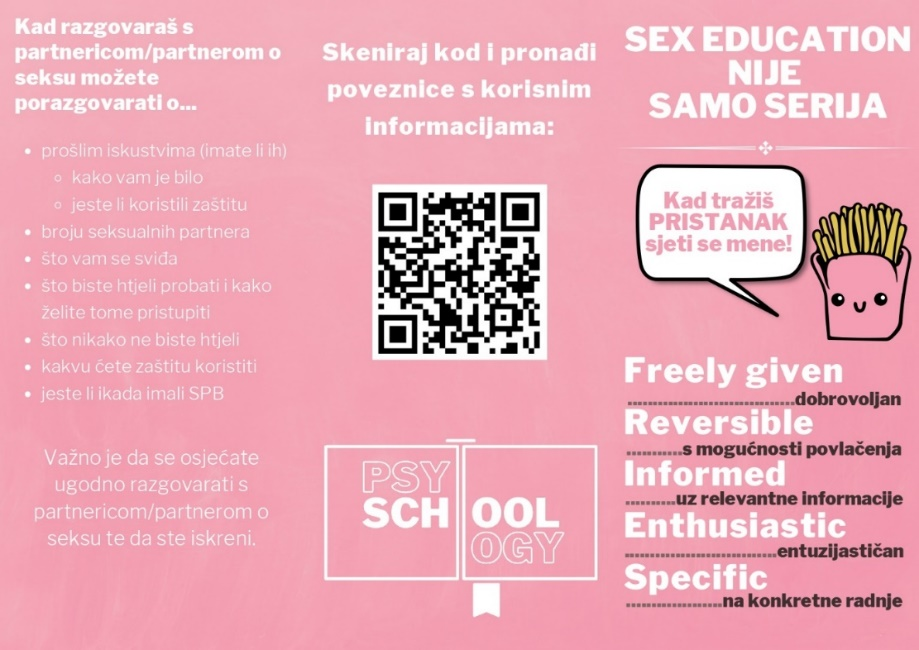 Kad razgovaraš s
partnericom/partnerom o
seksu možete
porazgovarati o...
• prošlim iskustvima (imate li ih)
◦ kako vam je bilo
◦ jeste li koristili zaštitu
• broju seksualnih partnera
• što vam se sviđa
• što biste htjeli probati i kako
želite tome pristupiti
• što nikako ne biste htjeli
• kakvu ćete zaštitu koristiti
• jeste li ikada imali SPB
Važno je da se osjećate
ugodno razgovarati s
partnericom/partnerom o
seksu te da ste iskreni.
Skeniraj kod i pronađi
poveznice s korisnim
informacijama:
PSY
SCHOOL
OGY
SEX EDUCATION
NIJE
SAMO SERIJA
Kad tražiš
PRISTANAK
sjeti se mene!
Freely given
...................................dobrovoljan
Reversible
............s mogućnosti povlačenja
Informed
...........uz relevantne informacije
Enthusiastic
................................entuzijastičan
Specific
.....................na konkretne radnje